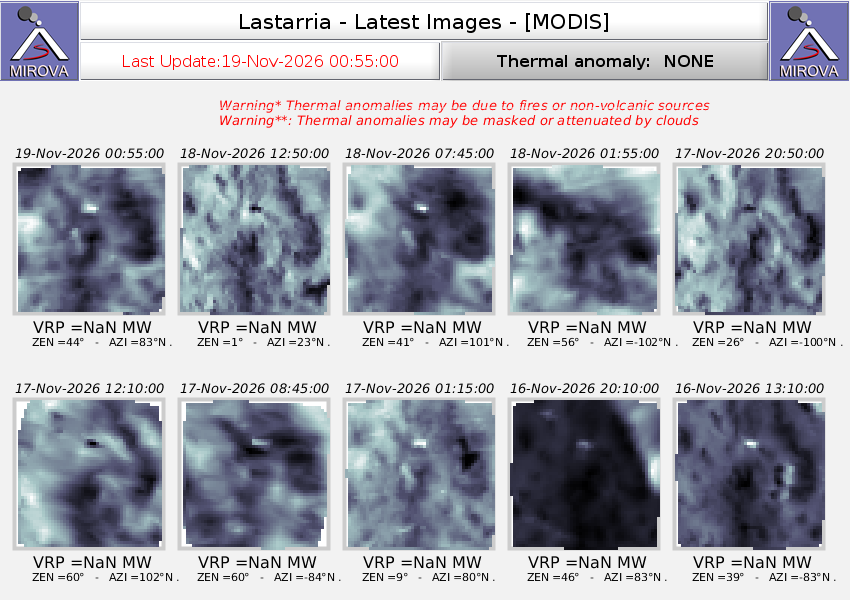 MIROVA
Lastarria - Latest Images - [MODIS]
MIROVA
Last Update:19-Nov-2026 00:55:00
Thermal anomaly: NONE
Warning* Thermal anomalies may be due to fires or non-volcanic sources
Warning**: Thermal anomalies may be masked or attenuated by clouds
19-Nov-2026 00:55:00 18-Nov-2026 12:50:00 18-Nov-2026 07:45:00 18-Nov-2026 01:55:00 17-Nov-2026 20:50:00
VRP =NaN MW VRP =NaN MW VRP =NaN MW VRP =NaN MW VRP =NaN MW
ZEN =44° - AZI =83°N . ZEN =1° - AZI =23°N . ZEN =41° - AZI =101°N . ZEN =56° - AZI =-102°N . ZEN =26° - AZI =-100°N .
17-Nov-2026 12:10:00 17-Nov-2026 08:45:00 17-Nov-2026 01:15:00 16-Nov-2026 20:10:00 16-Nov-2026 13:10:00
VRP =NaN MW VRP =NaN MW VRP =NaN MW VRP =NaN MW VRP =NaN MW
ZEN =60° - AZI =102°N . ZEN =60° - AZI =-84°N . ZEN =9° - AZI =80°N . ZEN =46° - AZI =83°N . ZEN =39° - AZI =-83°N .